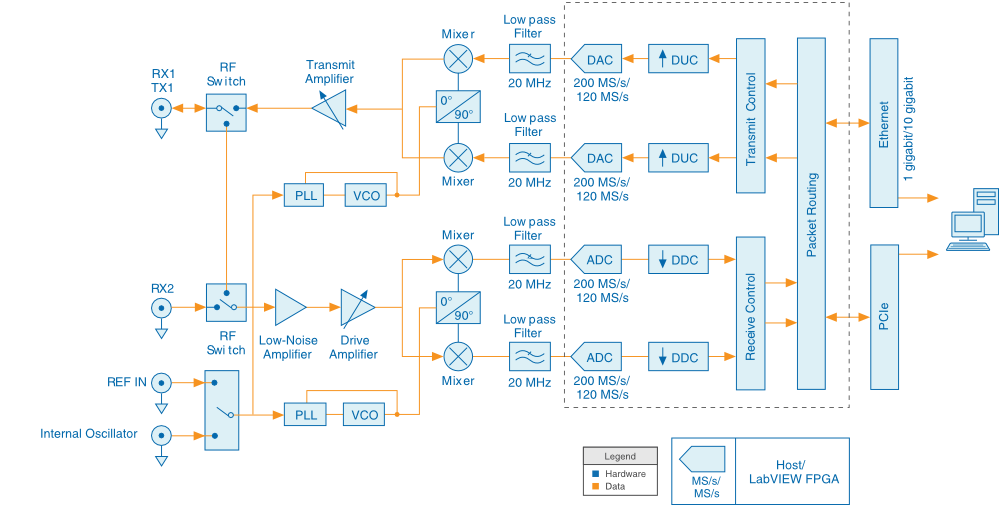 RX1
TX1
RF
Switch
Transmit
Amplifier
Mixer
0°
90°
Mixer
Low pass
Filter
20 MHz
Low pass
Filter
20 MHz
DAC
200 MS/s/
120 MS/s
DUC
DAC
200 MS/s/
120 MS/s
DUC
Transmit Control
Packet Routing
Ethernet
1 gigabit/10 gigabit
PLL
VCO
RX2
RF
Switch
Low-Noise
Amplifier
Drive
Amplifier
Mixer
0°
90°
Mixer
Low pass
Filter
20 MHz
Low pass
Filter
20 MHz
ADC
200 MS/s/
120 MS/s
DDC
ADC
200 MS/s/
120 MS/s
DDC
Receive Control
PCIe
REF IN
Internal Oscillator
PLL
VCO
Legend
Hardware
Data
MS/s/
MS/s
Host/
LabVIEW FPGA